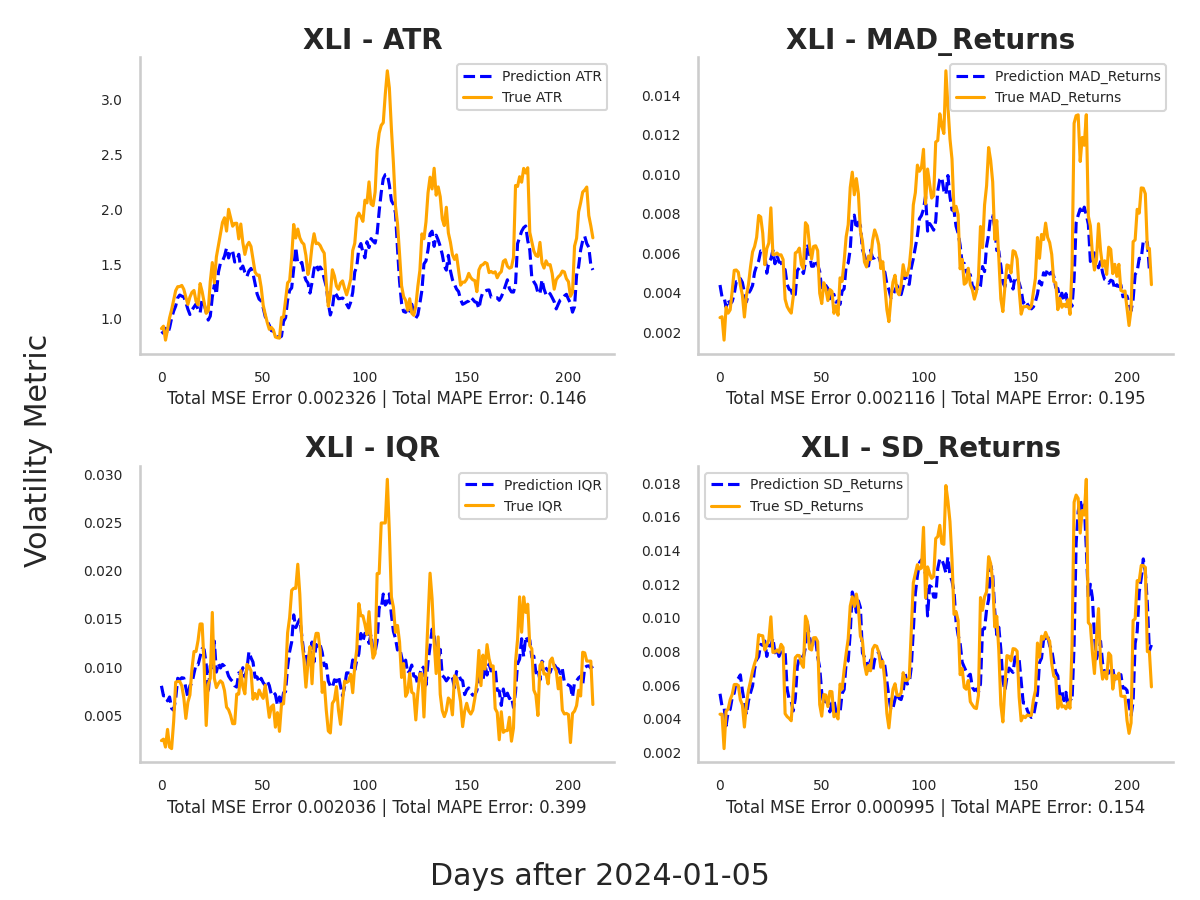 XLI - ATR
Prediction ATR
True ATR
3.0
2.5
2.0
1.5
1.0
0 50 100 150 200
Total MSE Error 0.002326 | Total MAPE Error: 0.146
XLI - MAD_Returns
Prediction MAD_Returns
True MAD_Returns
0.014
0.012
0.010
0.008
0.006
0.004
0.002
0 50 100 150 200
Total MSE Error 0.002116 | Total MAPE Error: 0.195
Volatility Metric
XLI - IQR
Prediction IQR
True IQR
0.030
0.025
0.020
0.015
0.010
0.005
0 50 100 150 200
Total MSE Error 0.002036 | Total MAPE Error: 0.399
XLI - SD_Returns
Prediction SD_Returns
True SD_Returns
0.018
0.016
0.014
0.012
0.010
0.008
0.006
0.004
0.002
0 50 100 150 200
Total MSE Error 0.000995 | Total MAPE Error: 0.154
Days after 2024-01-05